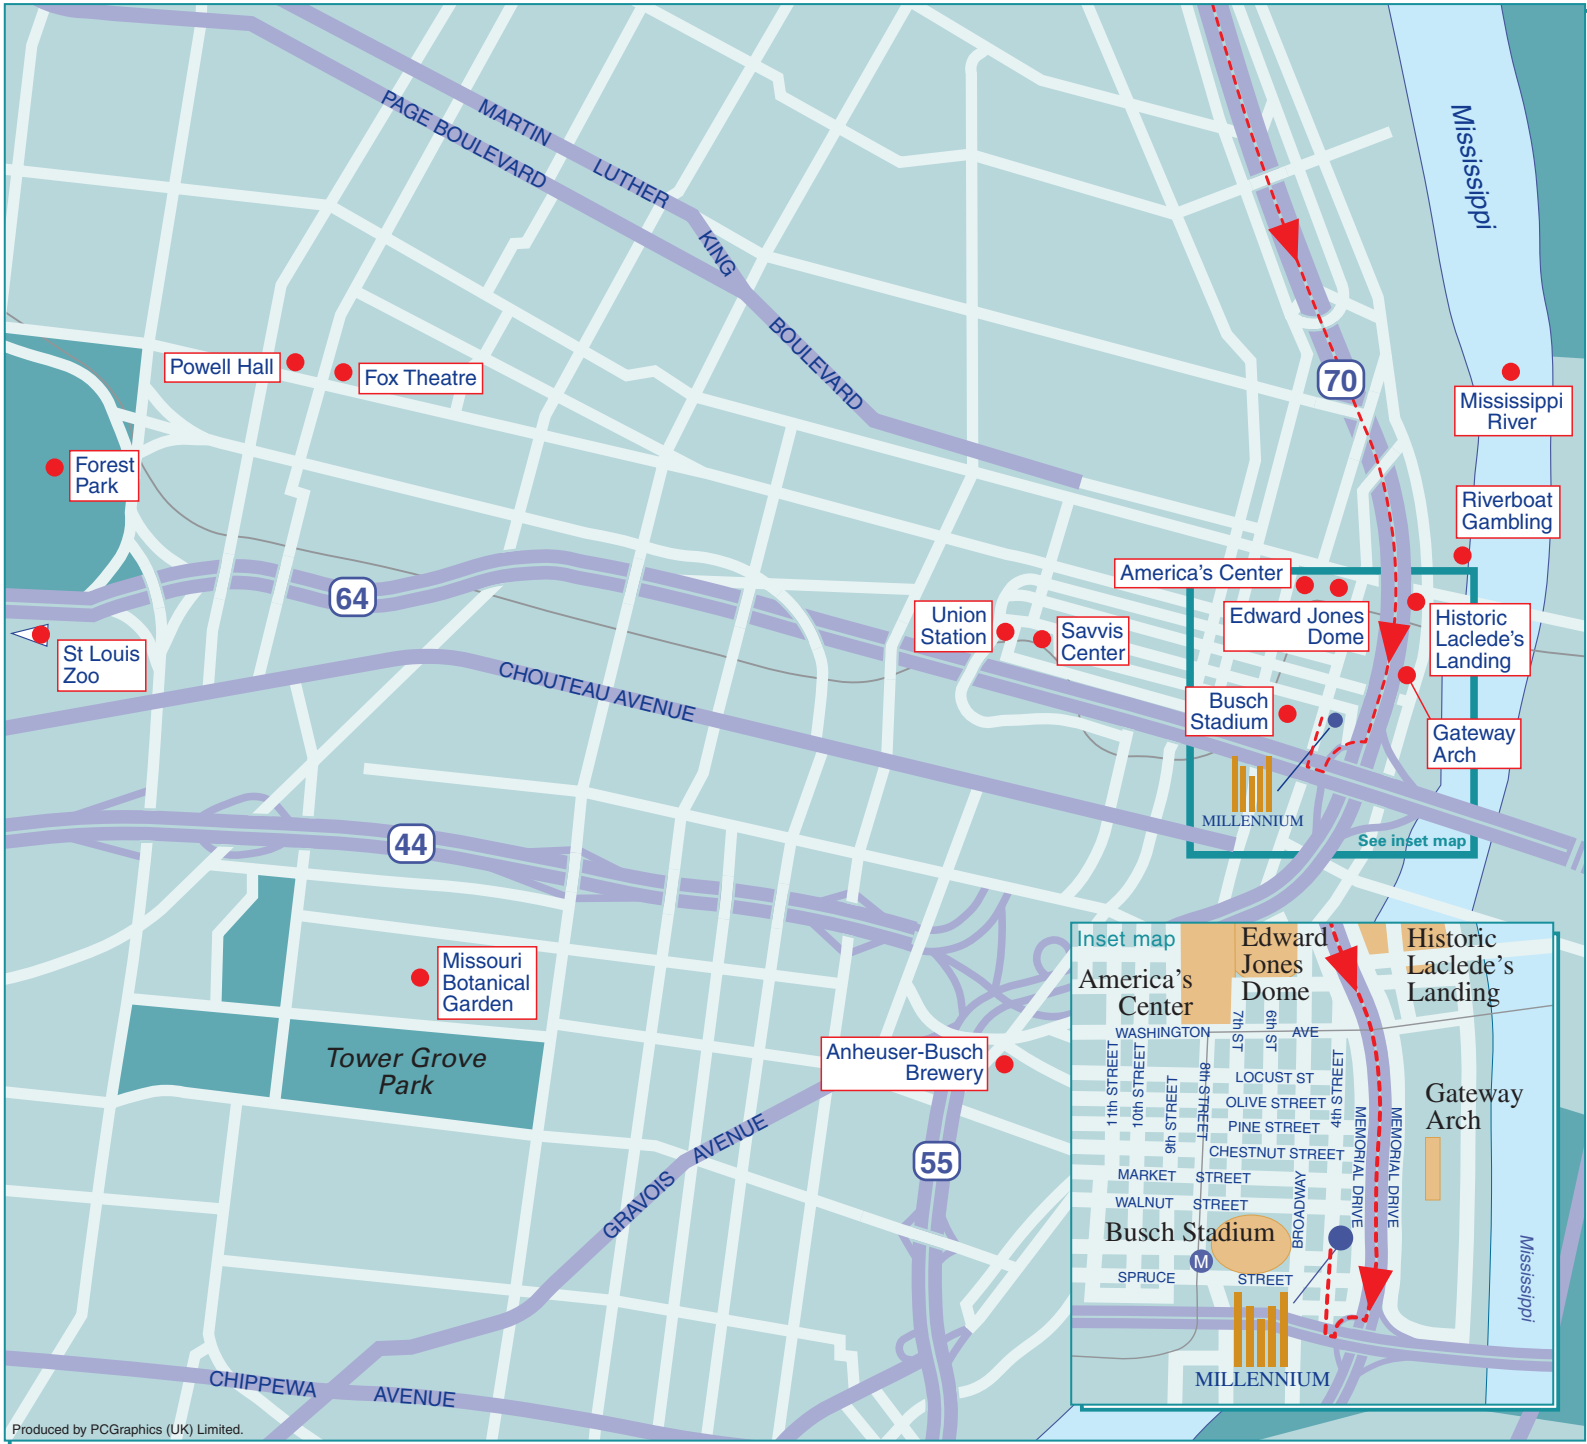 MARTIN LUTHER KING BOULEVARD
PAGE BOULEVARD
Mississippi
70
Powell Hall
Fox Theatre
Mississippi
River
Forest
Park
Riverboat
Gambling
America's Center
64
Edward Jones
Dome
Union
Station
Savvis
Center
Historic
Laclede's
Landing
St Louis
Zoo
CHOUTEAU AVENUE
Busch
Stadium
Gateway
Arch
MILLENNIUM
See inset map
44
Missouri
Botanical
Garden
Tower Grove
Park
Anheuser-Busch
Brewery
GRAVOIS AVENUE
55
CHIPPEWA AVENUE
Produced by PCGraphics (UK) Limited.
Inset map
Edward
Jones
Dome
Historic
Laclede's
Landing
America's
Center
WASHINGTON AVE
7th ST
6th ST
11th STREET
10th STREET
9th STREET
8th STREET
4th STREET
LOCUST ST
OLIVE STREET
PINE STREET
CHESTNUT STREET
MARKET STREET
WALNUT STREET
BROADWAY
MEMORIAL DRIVE
MEMORIAL DRIVE
Gateway
Arch
Busch Stadium
M
SPRUCE STREET
Mississippi
MILLENNIUM